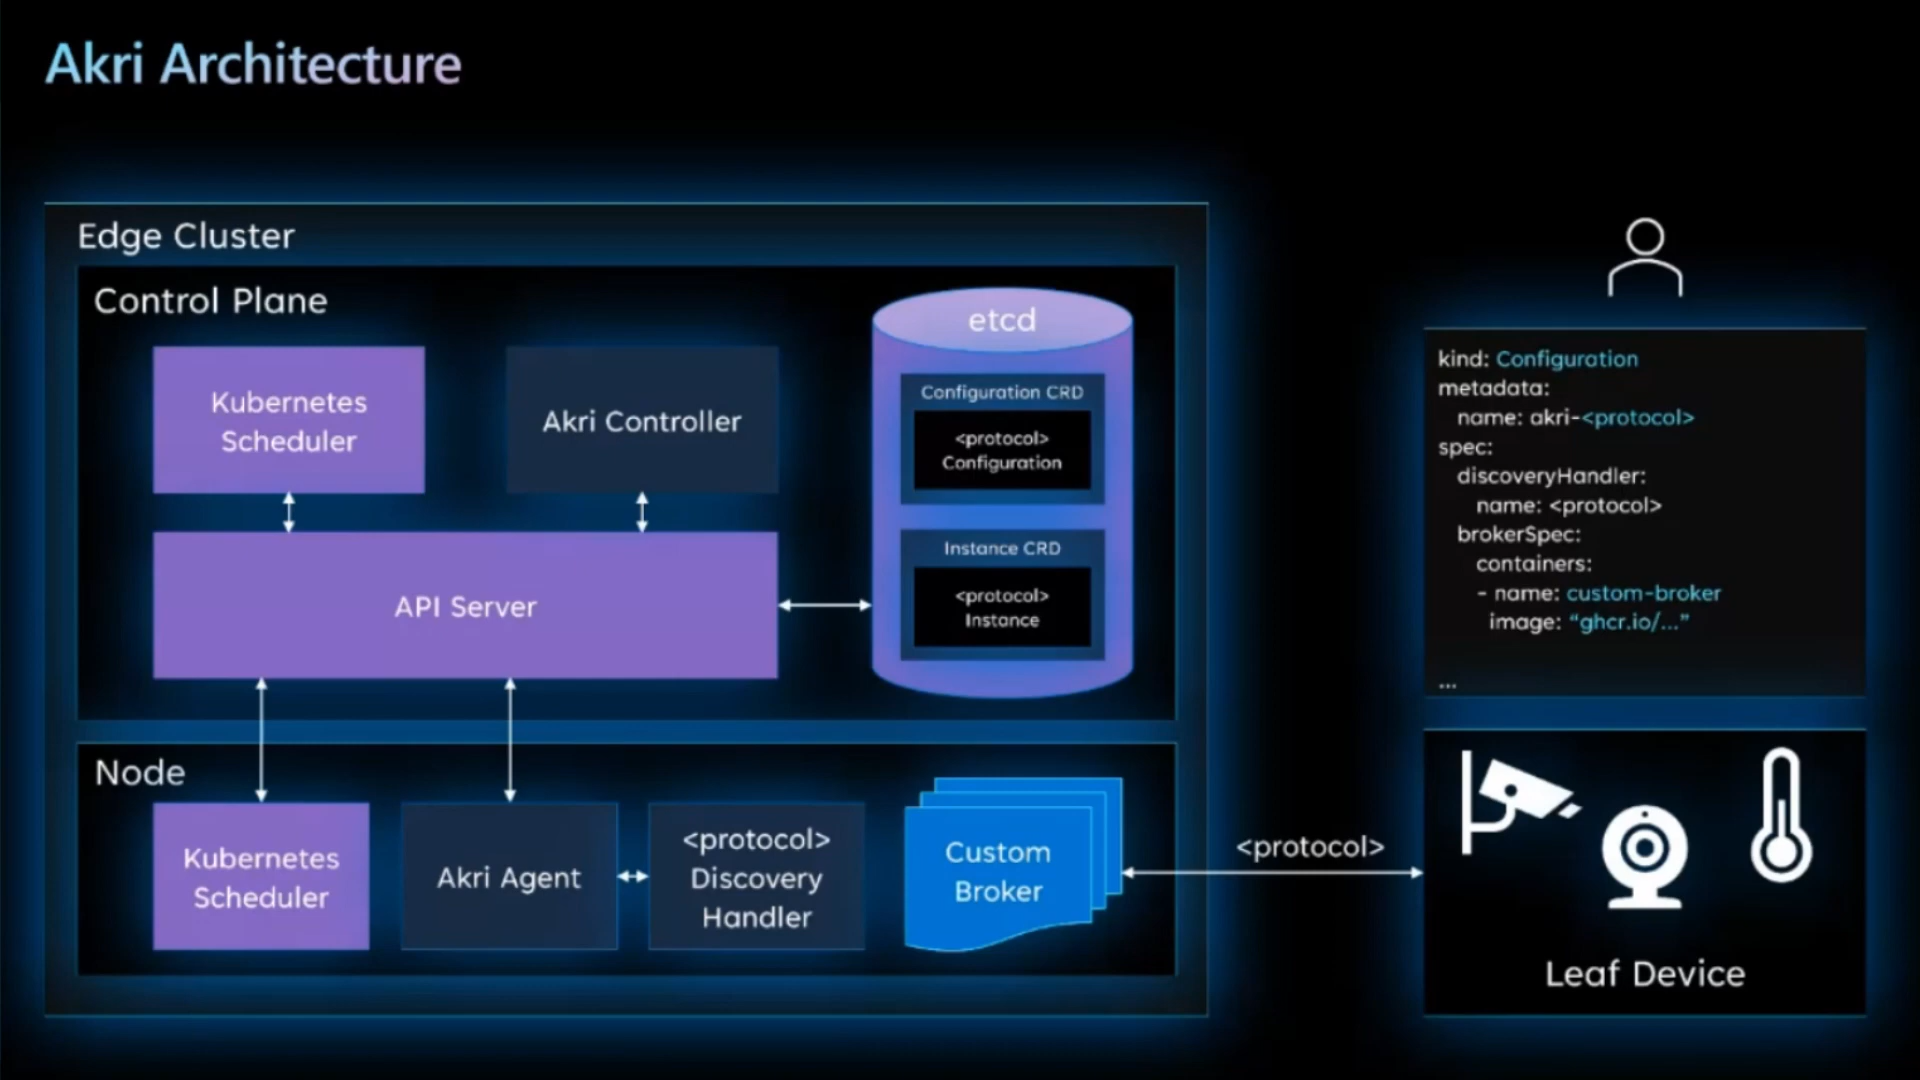 Akri Architecture
Edge Cluster
Control Plane
Kubernetes
Scheduler
Akri Controller
API Server
etcd
Configuration CRD
<protocol>
Configuration
Instance CRD
<protocol>
Instance
Node
Kubernetes
Scheduler
Akri Agent
<protocol>
Discovery
Handler
Custom
Broker
<protocol>
kind: Configuration
metadata:
name: akri-<protocol>
spec:
discoveryHandler:
name: <protocol>
brokerSpec:
containers:
- name: custom-broker
image: “ghcr.io/...”
...
Leaf Device